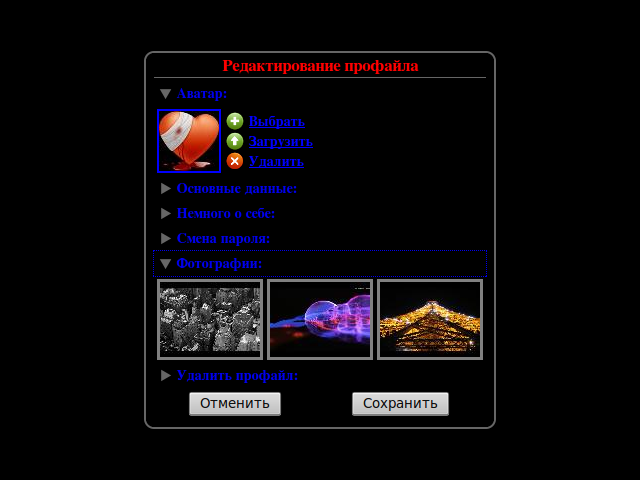 Редактирование профайла
Аватар:
Выбрать
Загрузить
Удалить
Основные данные:
Немного о себе:
Смена пароля:
Фотографии:
Удалить профайл:
Отменить Сохранить